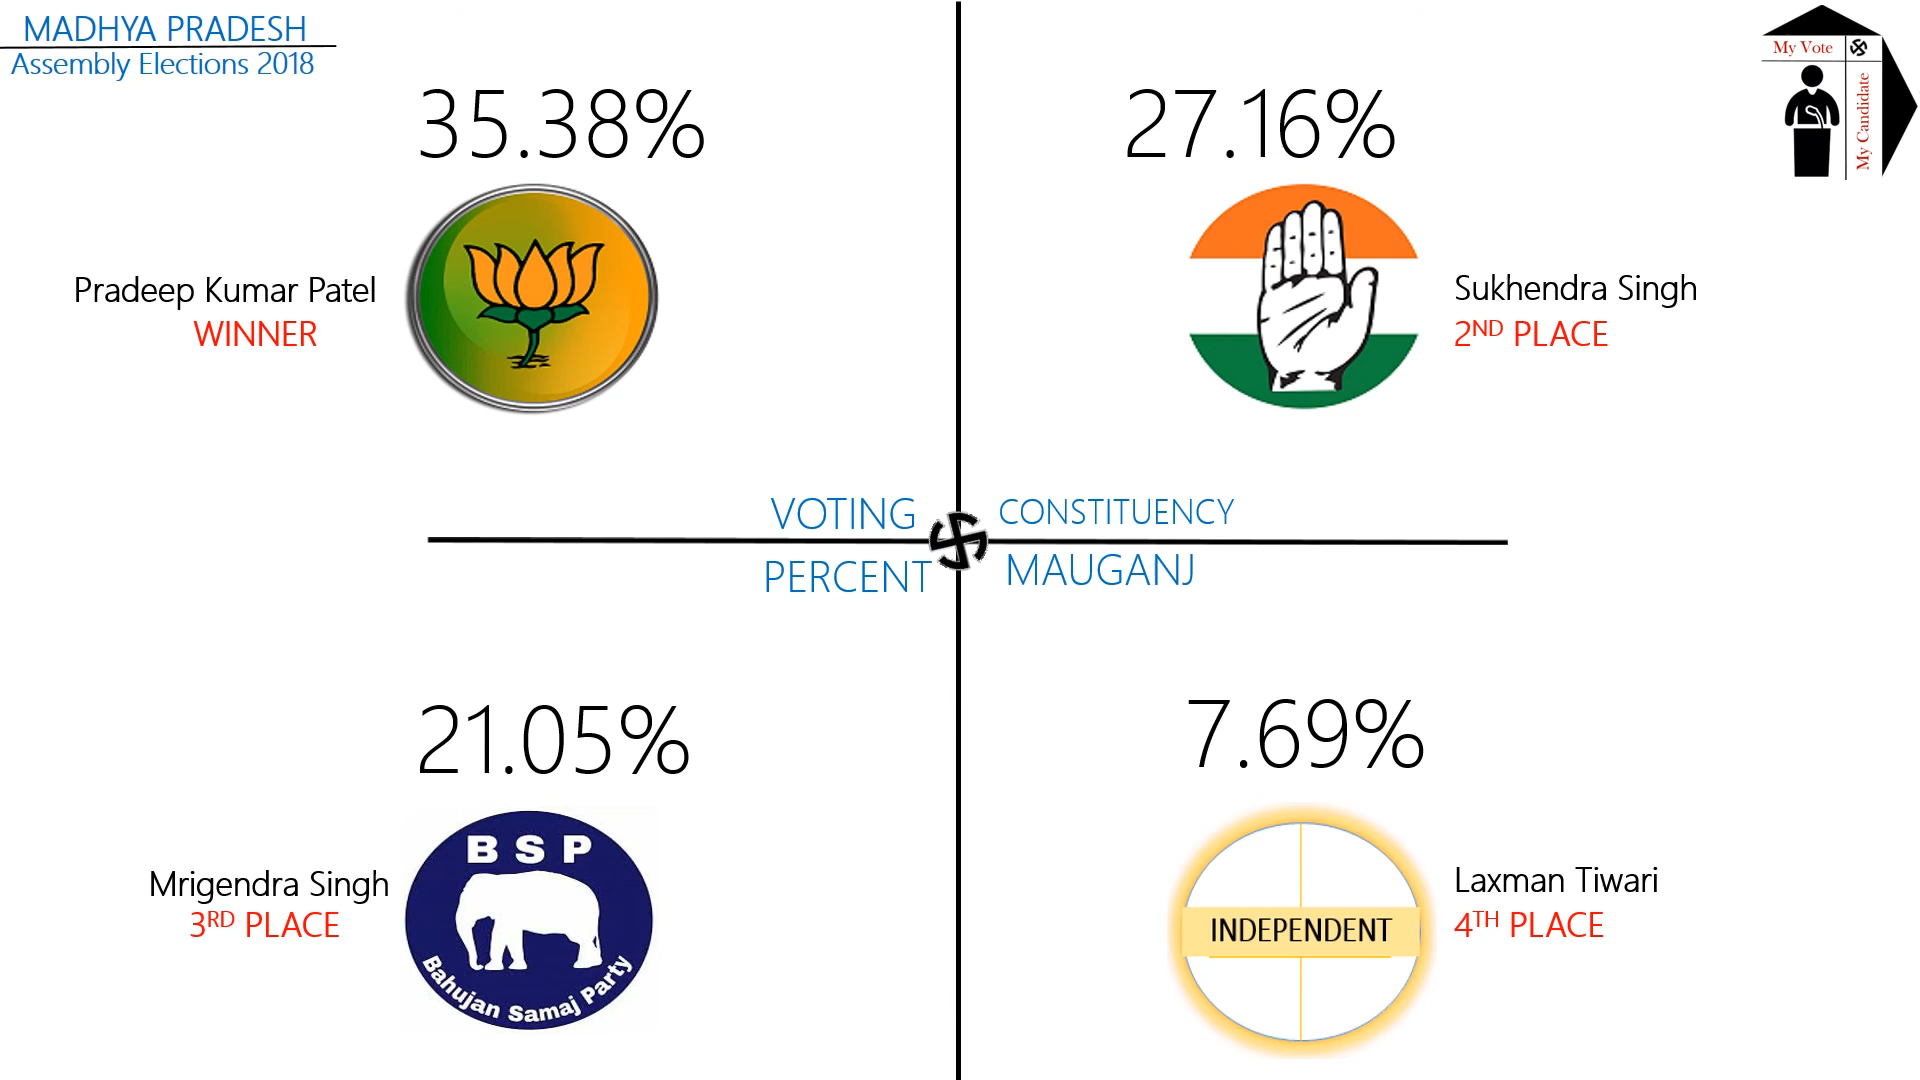 MADHYA PRADESH
Assembly Elections 2018
My Vote
My Candidate
35.38%
Pradeep Kumar Patel
WINNER
27.16%
Sukhendra Singh
2ND PLACE
VOTING
PERCENT
CONSTITUENCY
MAUGANJ
21.05%
Mrigendra Singh
3RD PLACE
BSP
Bahujan Samaj Party
7.69%
INDEPENDENT
Laxman Tiwari
4TH PLACE